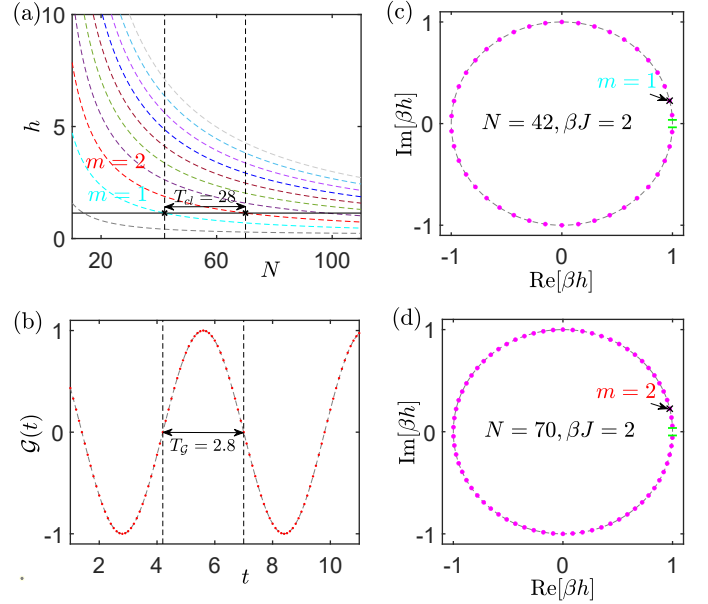 (a)
10
5
0
h
m = 2
m = 1
T_cl = 28
20
60
100
N
(c)
1
0
-1
Im[βh]
m = 1
N = 42, βJ = 2
-1
0
1
Re[βh]
(b)
1
0
-1
𝒢(t)
T_𝒢 = 2.8
2
4
6
8
10
t
(d)
1
0
-1
Im[βh]
m = 2
N = 70, βJ = 2
-1
0
1
Re[βh]